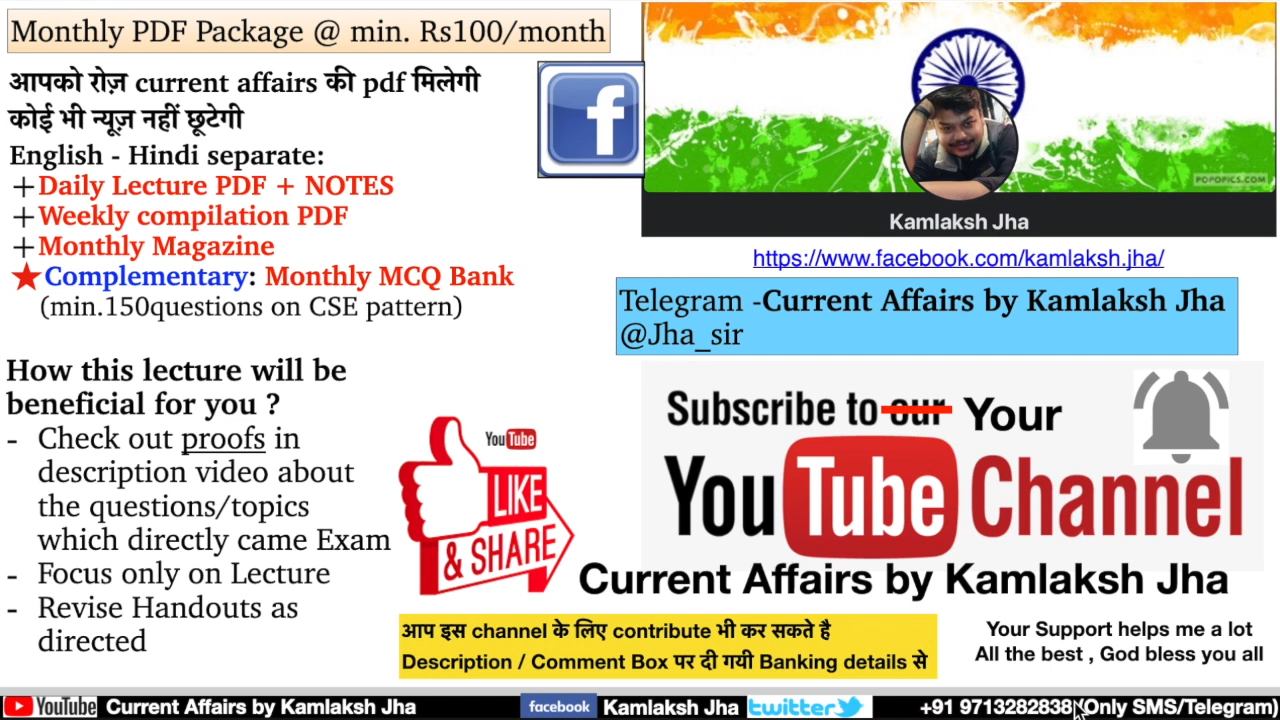 Monthly PDF Package @ min. Rs100/month
आपको रोज़ current affairs की pdf मिलेगी
कोई भी न्यूज़ नहीं छूटेगी
English - Hindi separate:
+Daily Lecture PDF + NOTES
+Weekly compilation PDF
+Monthly Magazine
★Complementary: Monthly MCQ Bank
(min.150questions on CSE pattern)
How this lecture will be
beneficial for you ?
- Check out proofs in
description video about
the questions/topics
which directly came Exam
- Focus only on Lecture
- Revise Handouts as
directed
f
POPOPICS.COM
Kamlaksh Jha
https://www.facebook.com/kamlaksh.jha/
Telegram -Current Affairs by Kamlaksh Jha
@Jha_sir
YouTube
LIKE
& SHARE
Subscribe to our Your
YouTube Channel
Current Affairs by Kamlaksh Jha
आप इस channel के लिए contribute भी कर सकते है
Description / Comment Box पर दी गयी Banking details से
Your Support helps me a lot
All the best , God bless you all
YouTube Current Affairs by Kamlaksh Jha facebook Kamlaksh Jha twitter +91 9713282838 (Only SMS/Telegram)